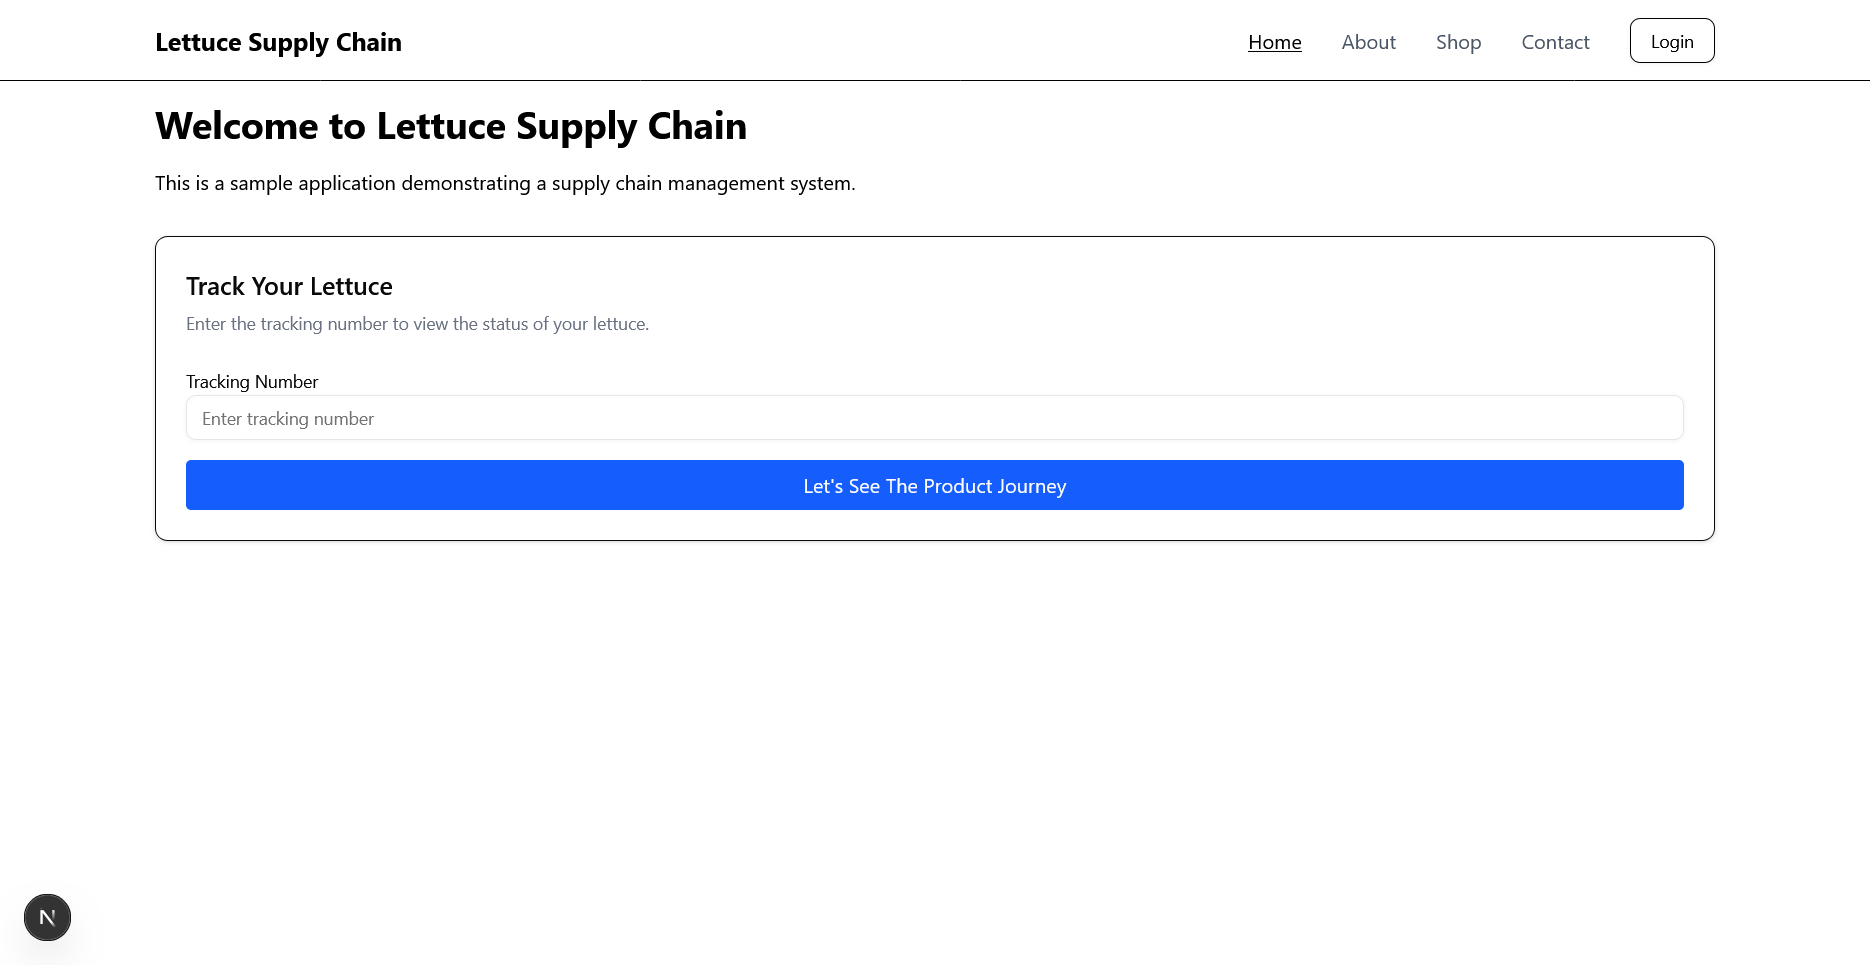 Lettuce Supply Chain
Home
About
Shop
Contact
Login
Welcome to Lettuce Supply Chain
This is a sample application demonstrating a supply chain management system.
Track Your Lettuce
Enter the tracking number to view the status of your lettuce.
Tracking Number
Enter tracking number
Let's See The Product Journey
N